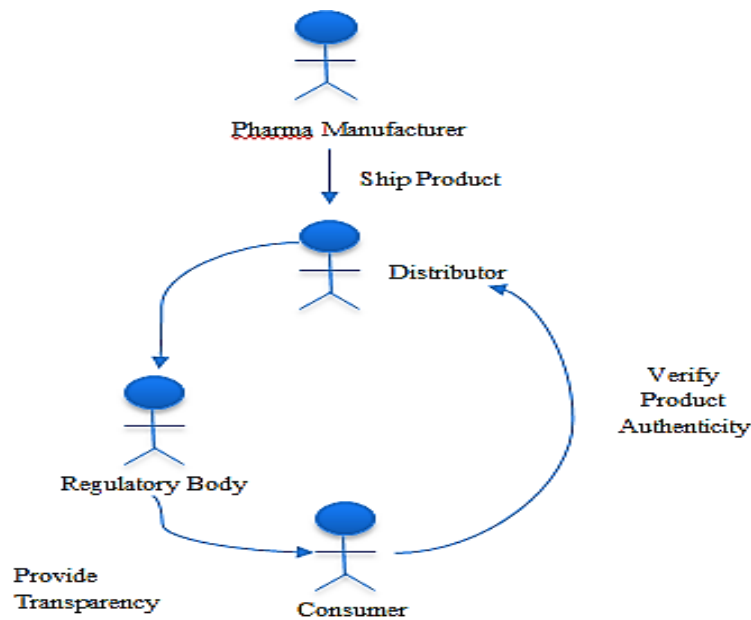 Pharma Manufacturer
Ship Product
Distributor
Verify
Product
Authenticity
Regulatory Body
Provide
Transparency
Consumer